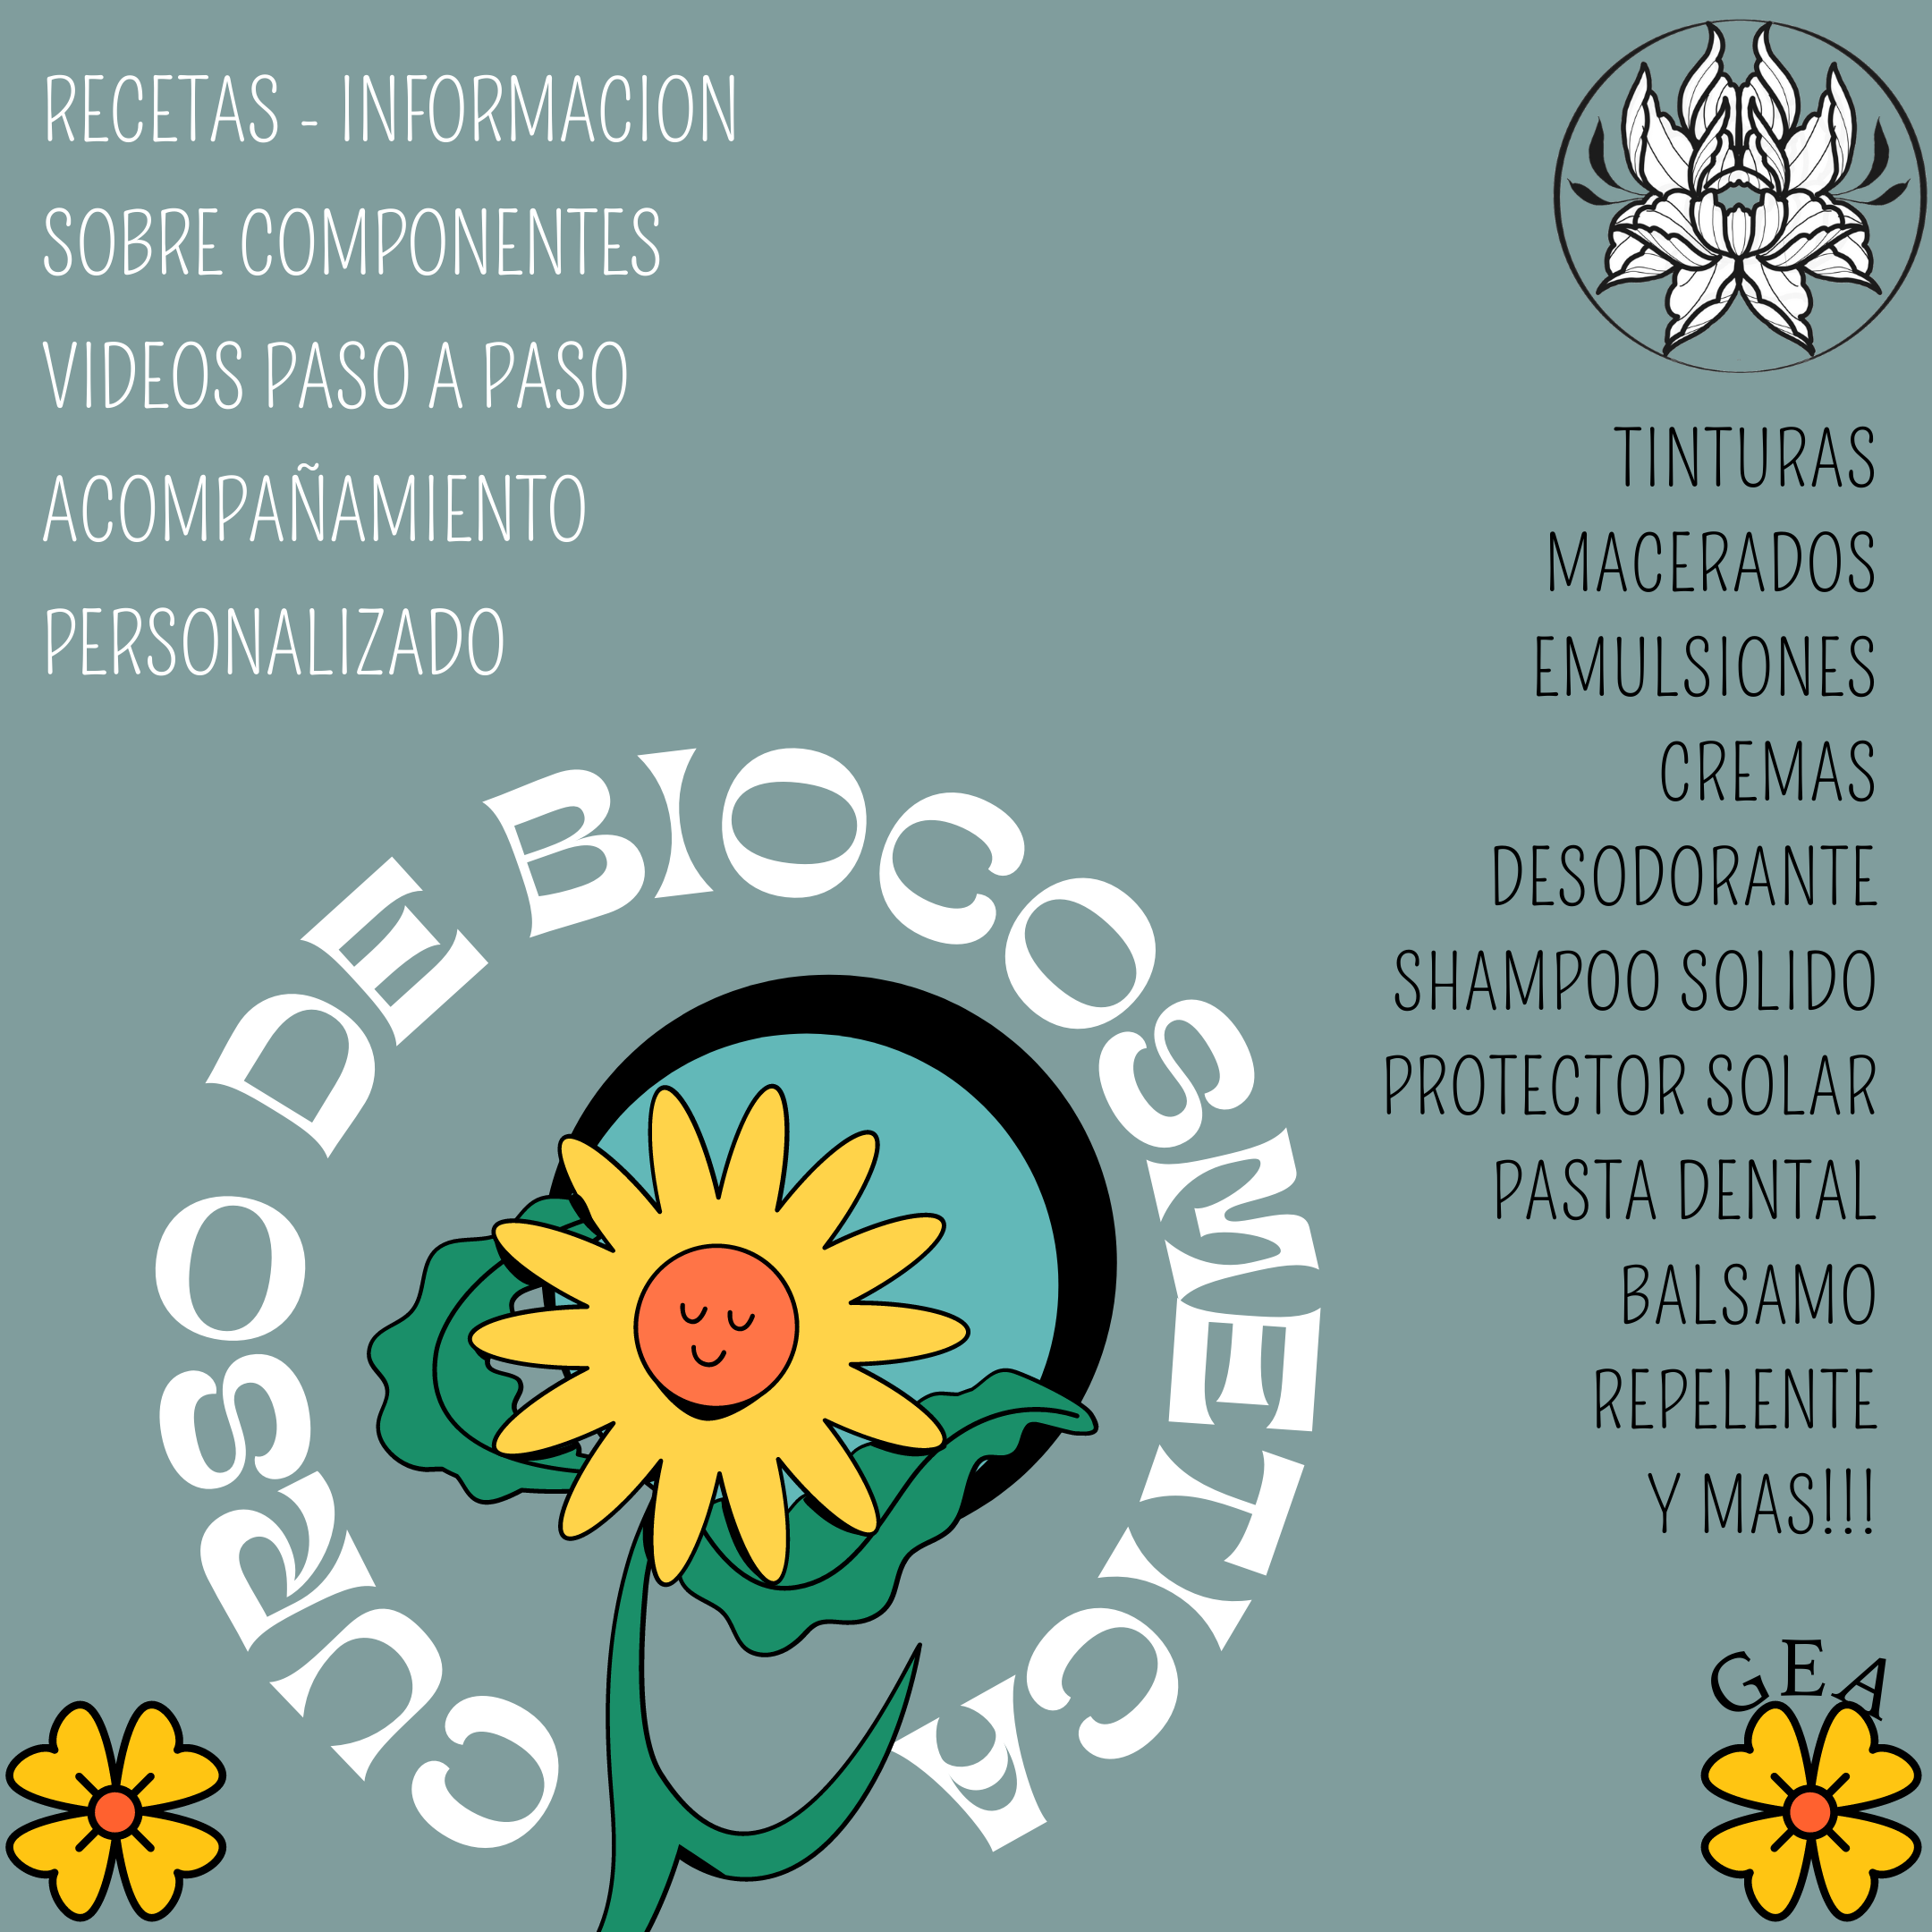 RECETAS - INFORMACION
SOBRE COMPONENTES
VIDEOS PASO A PASO
ACOMPAÑAMIENTO
PERSONALIZADO
TINTURAS
MACERADOS
EMULSIONES
CREMAS
DESODORANTE
SHAMPOO SOLIDO
PROTECTOR SOLAR
PASTA DENTAL
BALSAMO
REPELENTE
Y MAS!!!
CURSO DE BIOCOSMETICA
GEA